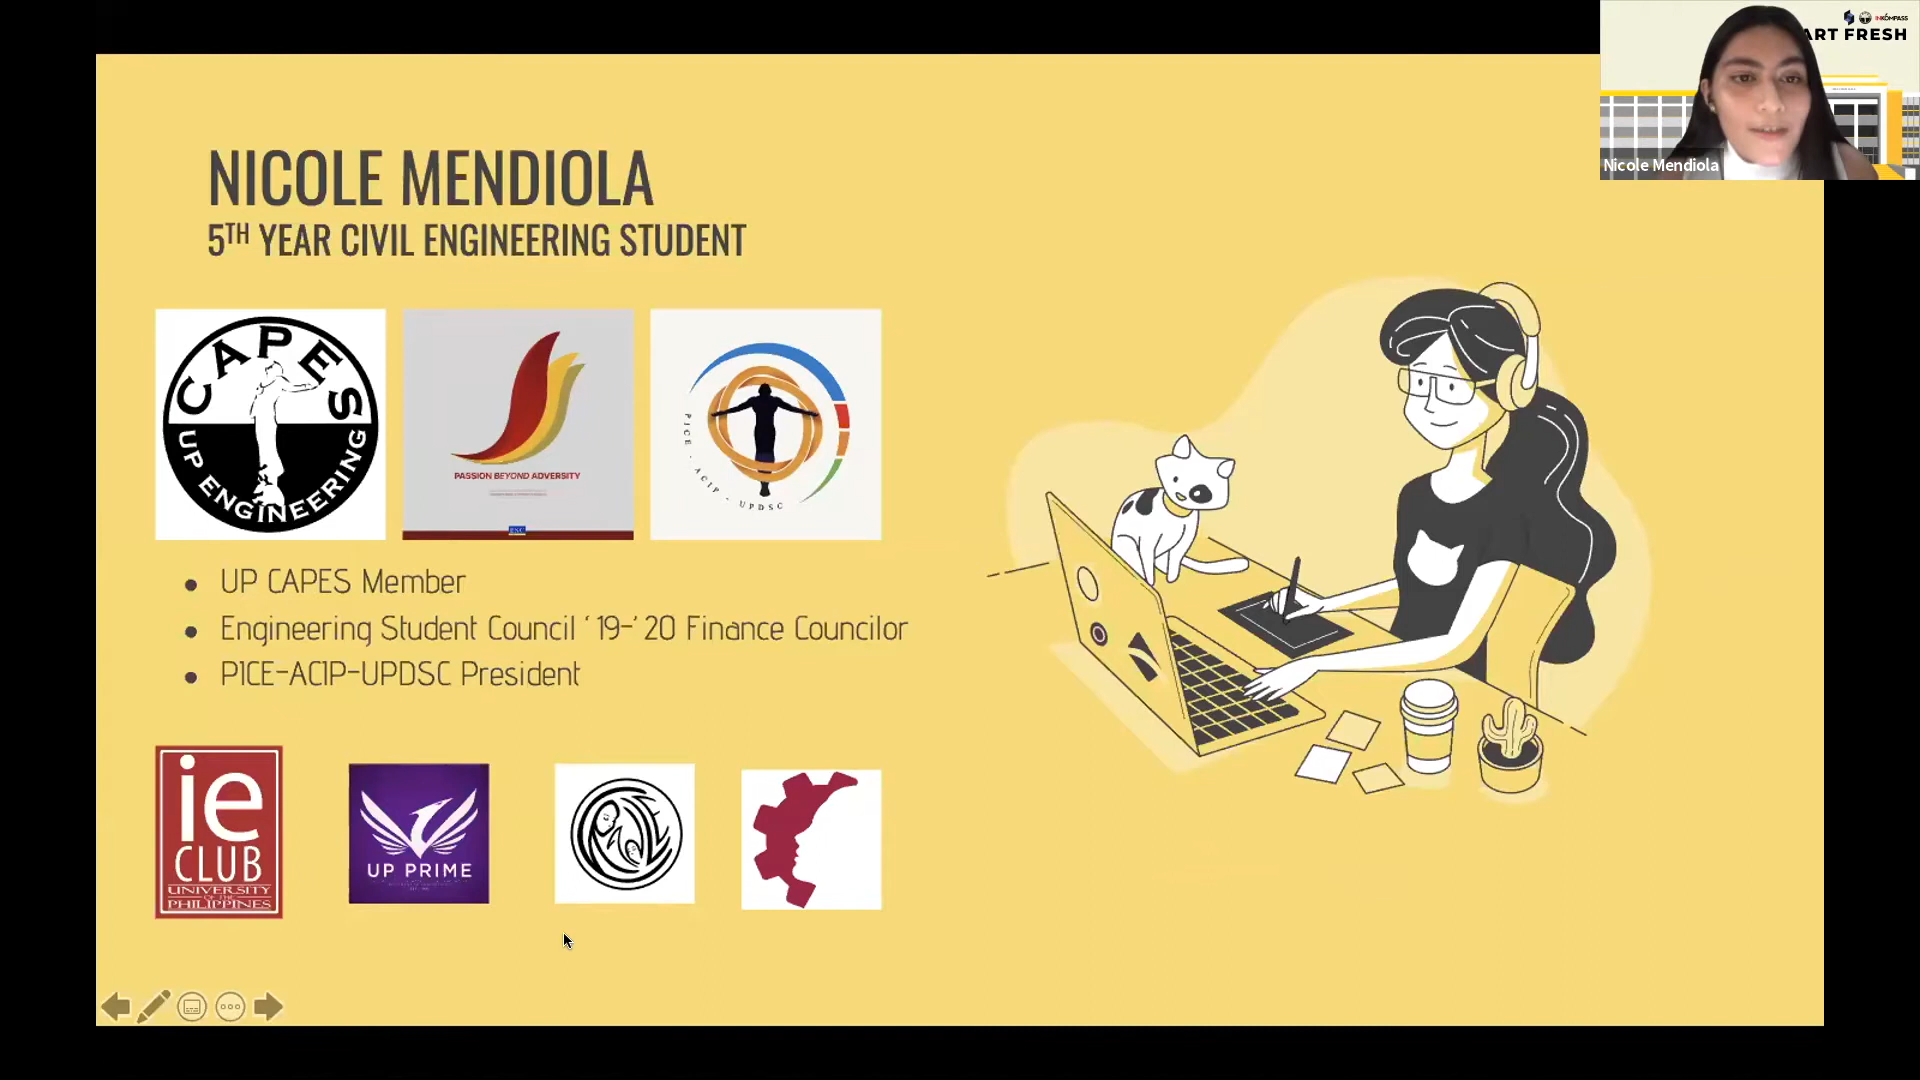 NICOLE MENDIOLA
5TH YEAR CIVIL ENGINEERING STUDENT
CAPES
UP ENGINEERING
PASSION BEYOND ADVERSITY
ESC
PICE - ACIP - UPDSC
• UP CAPES Member
• Engineering Student Council '19-'20 Finance Councilor
• PICE-ACIP-UPDSC President
ie
CLUB
UNIVERSITY
OF THE
PHILIPPINES
UP PRIME
INKOMPASS
ART FRESH
Nicole Mendiola